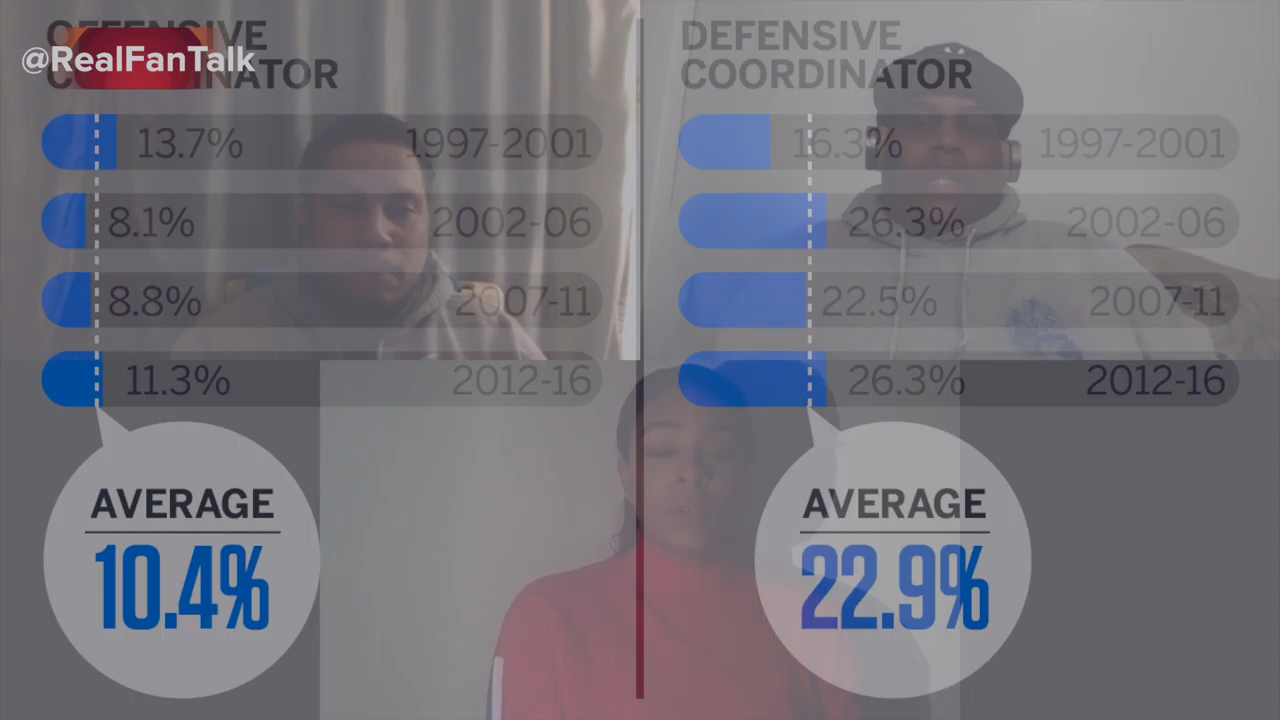 @RealFanTalk
OFFENSIVE
COORDINATOR
13.7% 1997-2001
8.1% 2002-06
8.8% 2007-11
11.3% 2012-16
AVERAGE
10.4%
DEFENSIVE
COORDINATOR
16.3% 1997-2001
26.3% 2002-06
22.5% 2007-11
26.3% 2012-16
AVERAGE
22.9%